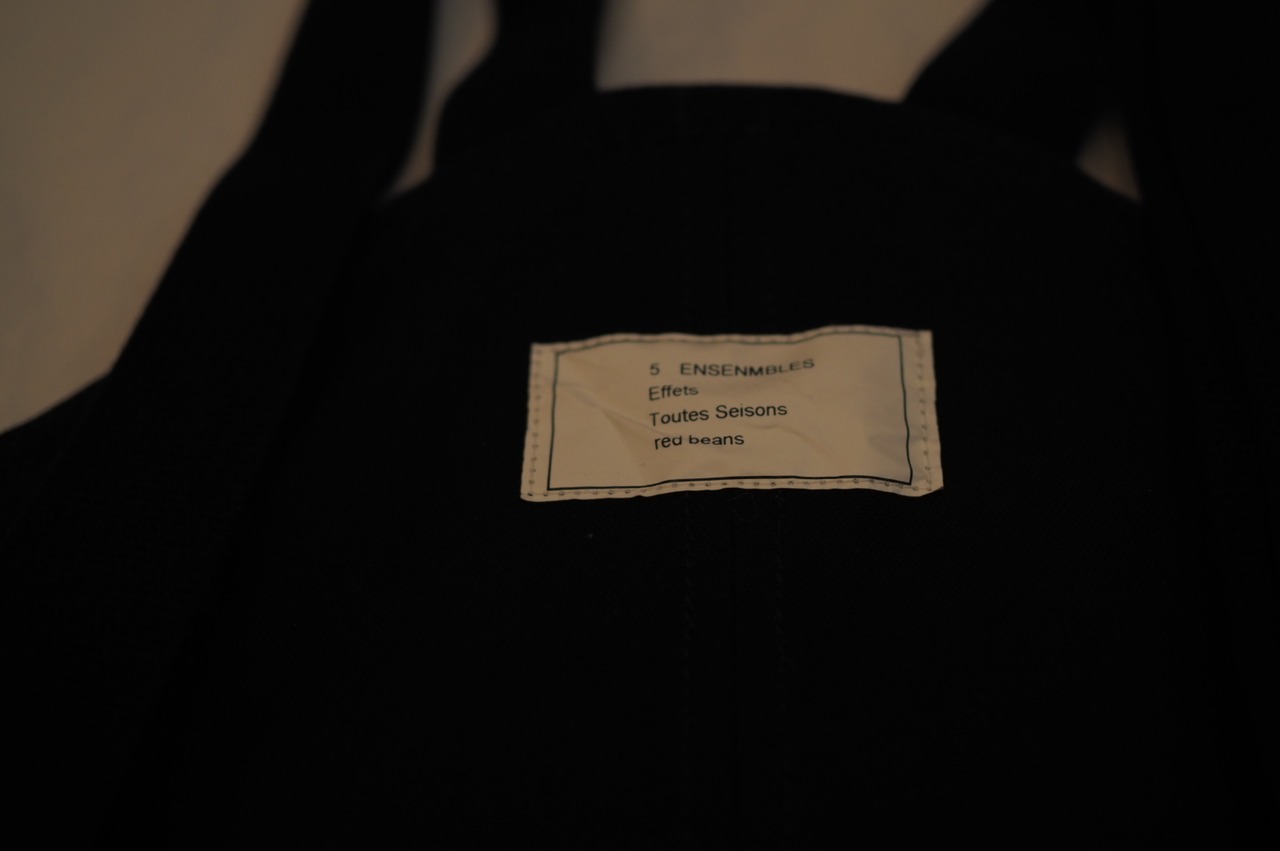 5 ENSENMBLES
Effets
Toutes Seisons
red beans